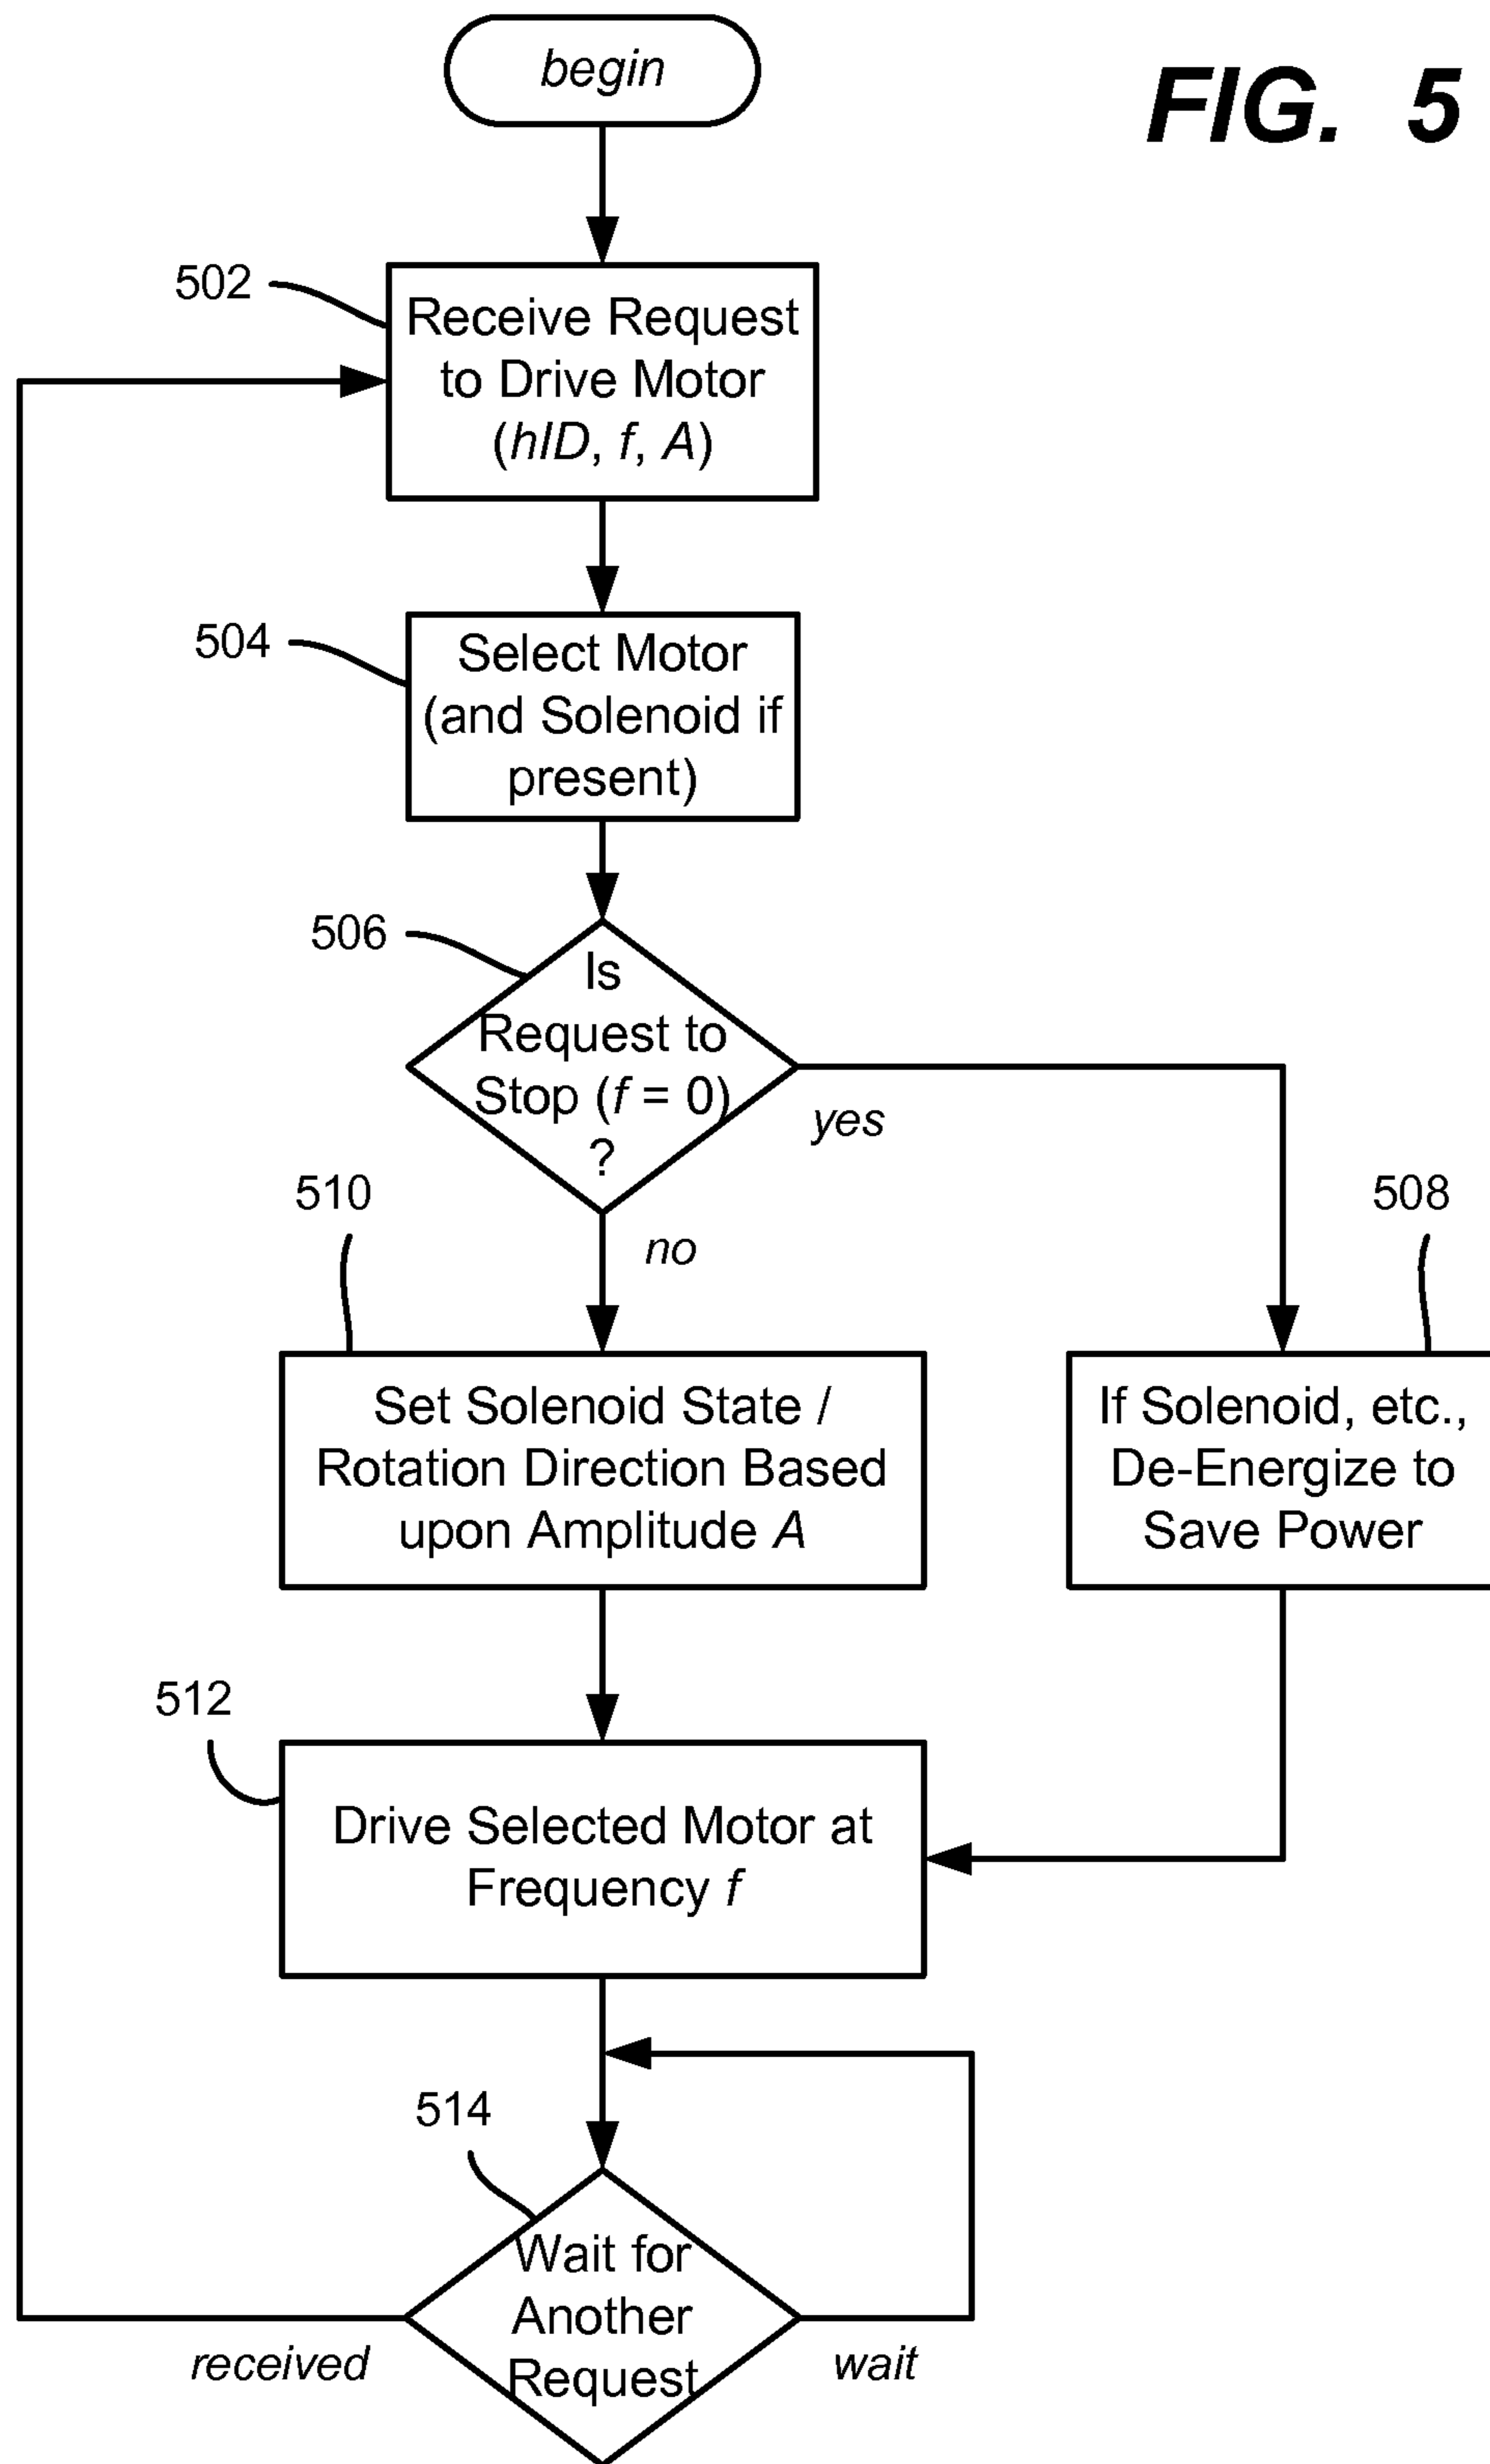 begin
FIG. 5
502
Receive Request
to Drive Motor
(hID, f, A)
504
Select Motor
(and Solenoid if
present)
506
Is
Request to
Stop (f = 0)
?
yes
no
510
508
Set Solenoid State /
Rotation Direction Based
upon Amplitude A
If Solenoid, etc.,
De-Energize to
Save Power
512
Drive Selected Motor at
Frequency f
514
Wait for
Another
Request
received
wait